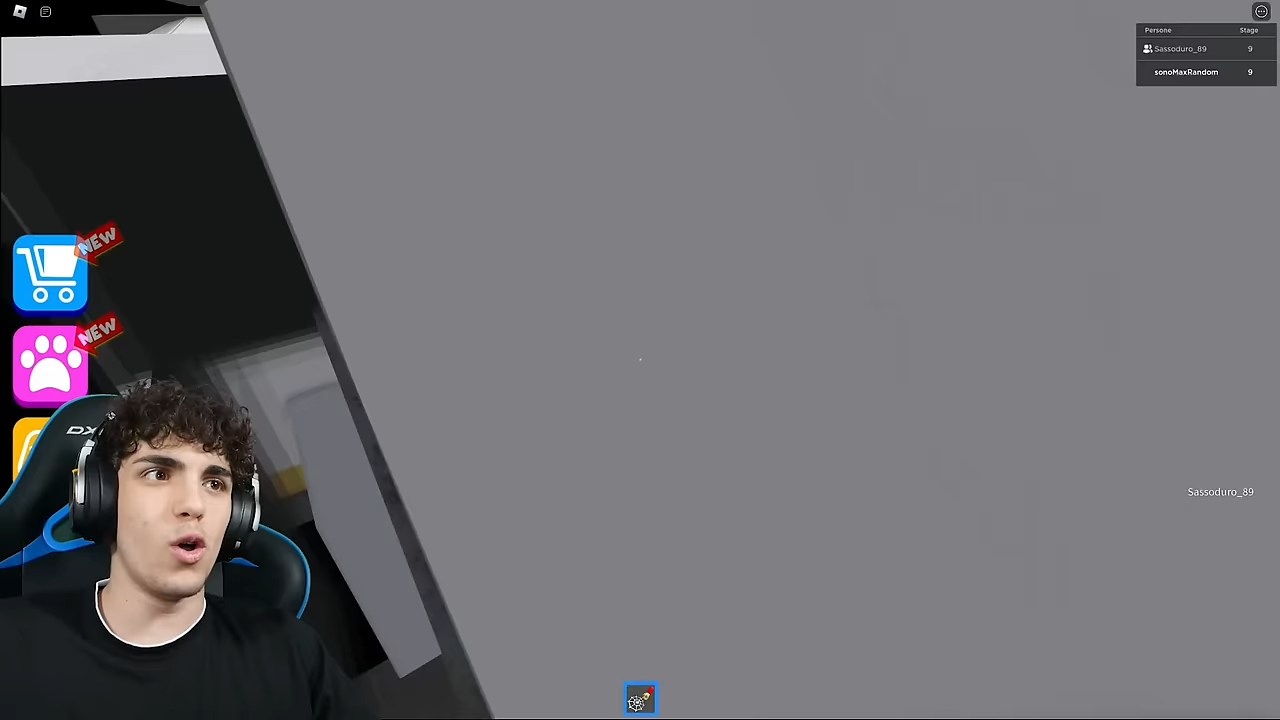 Persone Stage
Sassoduro_89 9
sonoMaxRandom 9
NEW
NEW
DX
Sassoduro_89